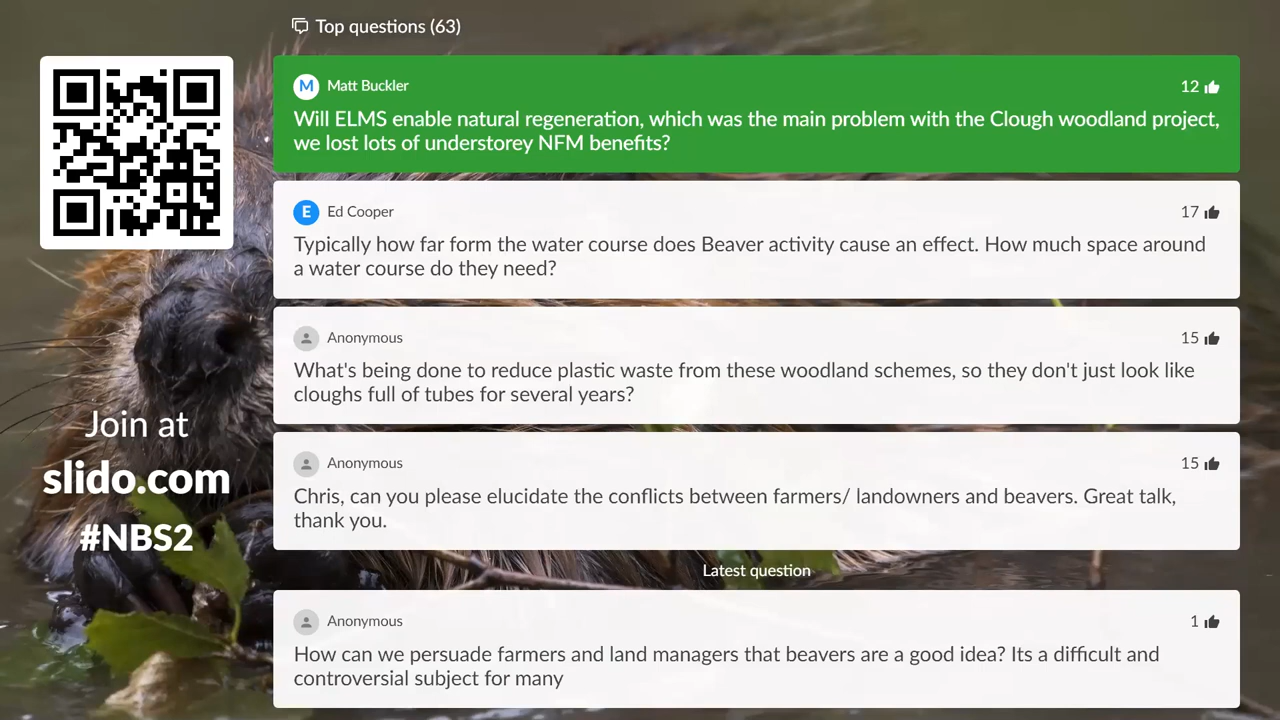 Top questions (63)
M
Matt Buckler
12
Will ELMS enable natural regeneration, which was the main problem with the Clough woodland project,
we lost lots of understorey NFM benefits?
E
Ed Cooper
17
Typically how far form the water course does Beaver activity cause an effect. How much space around
a water course do they need?
Anonymous
15
What's being done to reduce plastic waste from these woodland schemes, so they don't just look like
cloughs full of tubes for several years?
Anonymous
15
Chris, can you please elucidate the conflicts between farmers/ landowners and beavers. Great talk,
thank you.
Latest question
Anonymous
1
How can we persuade farmers and land managers that beavers are a good idea? Its a difficult and
controversial subject for many
Join at
slido.com
#NBS2